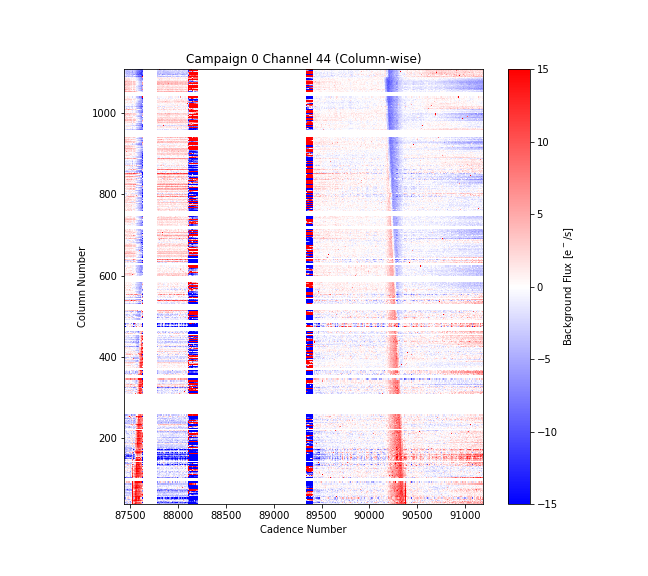 Campaign 0 Channel 44 (Column-wise)
Column Number
1000
800
600
400
200
87500 88000 88500 89000 89500 90000 90500 91000
Cadence Number
15
10
5
0
−5
−10
−15
Background Flux [e⁻/s]